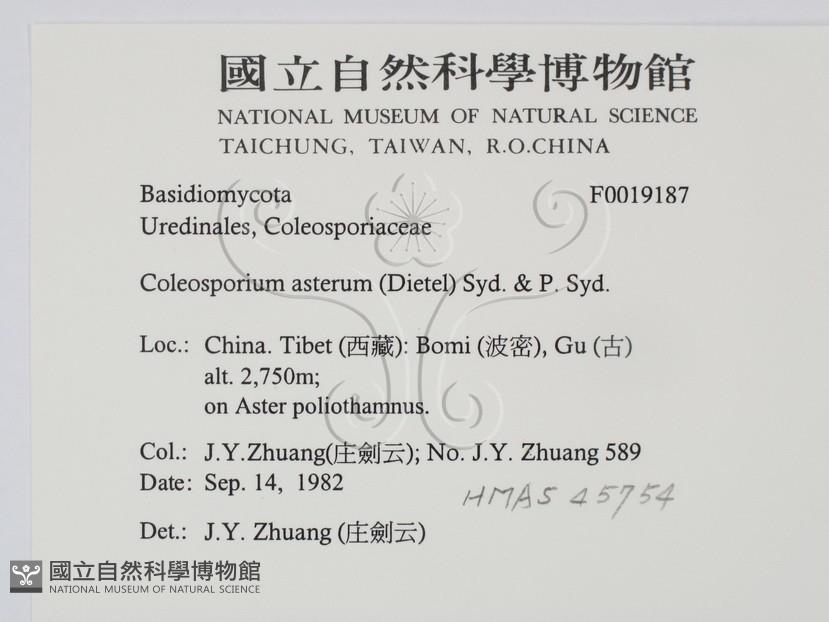 國立自然科學博物館
NATIONAL MUSEUM OF NATURAL SCIENCE
TAICHUNG, TAIWAN, R.O.CHINA
Basidiomycota F0019187
Uredinales, Coleosporiaceae
Coleosporium asterum (Dietel) Syd. & P. Syd.
Loc.: China. Tibet (西藏): Bomi (波密), Gu (古)
alt. 2,750m;
on Aster poliothamnus.
Col.: J.Y.Zhuang(庄劍云); No. J.Y. Zhuang 589
Date: Sep. 14, 1982
HMAS 45754
Det.: J.Y. Zhuang (庄劍云)
國立自然科學博物館
NATIONAL MUSEUM OF NATURAL SCIENCE